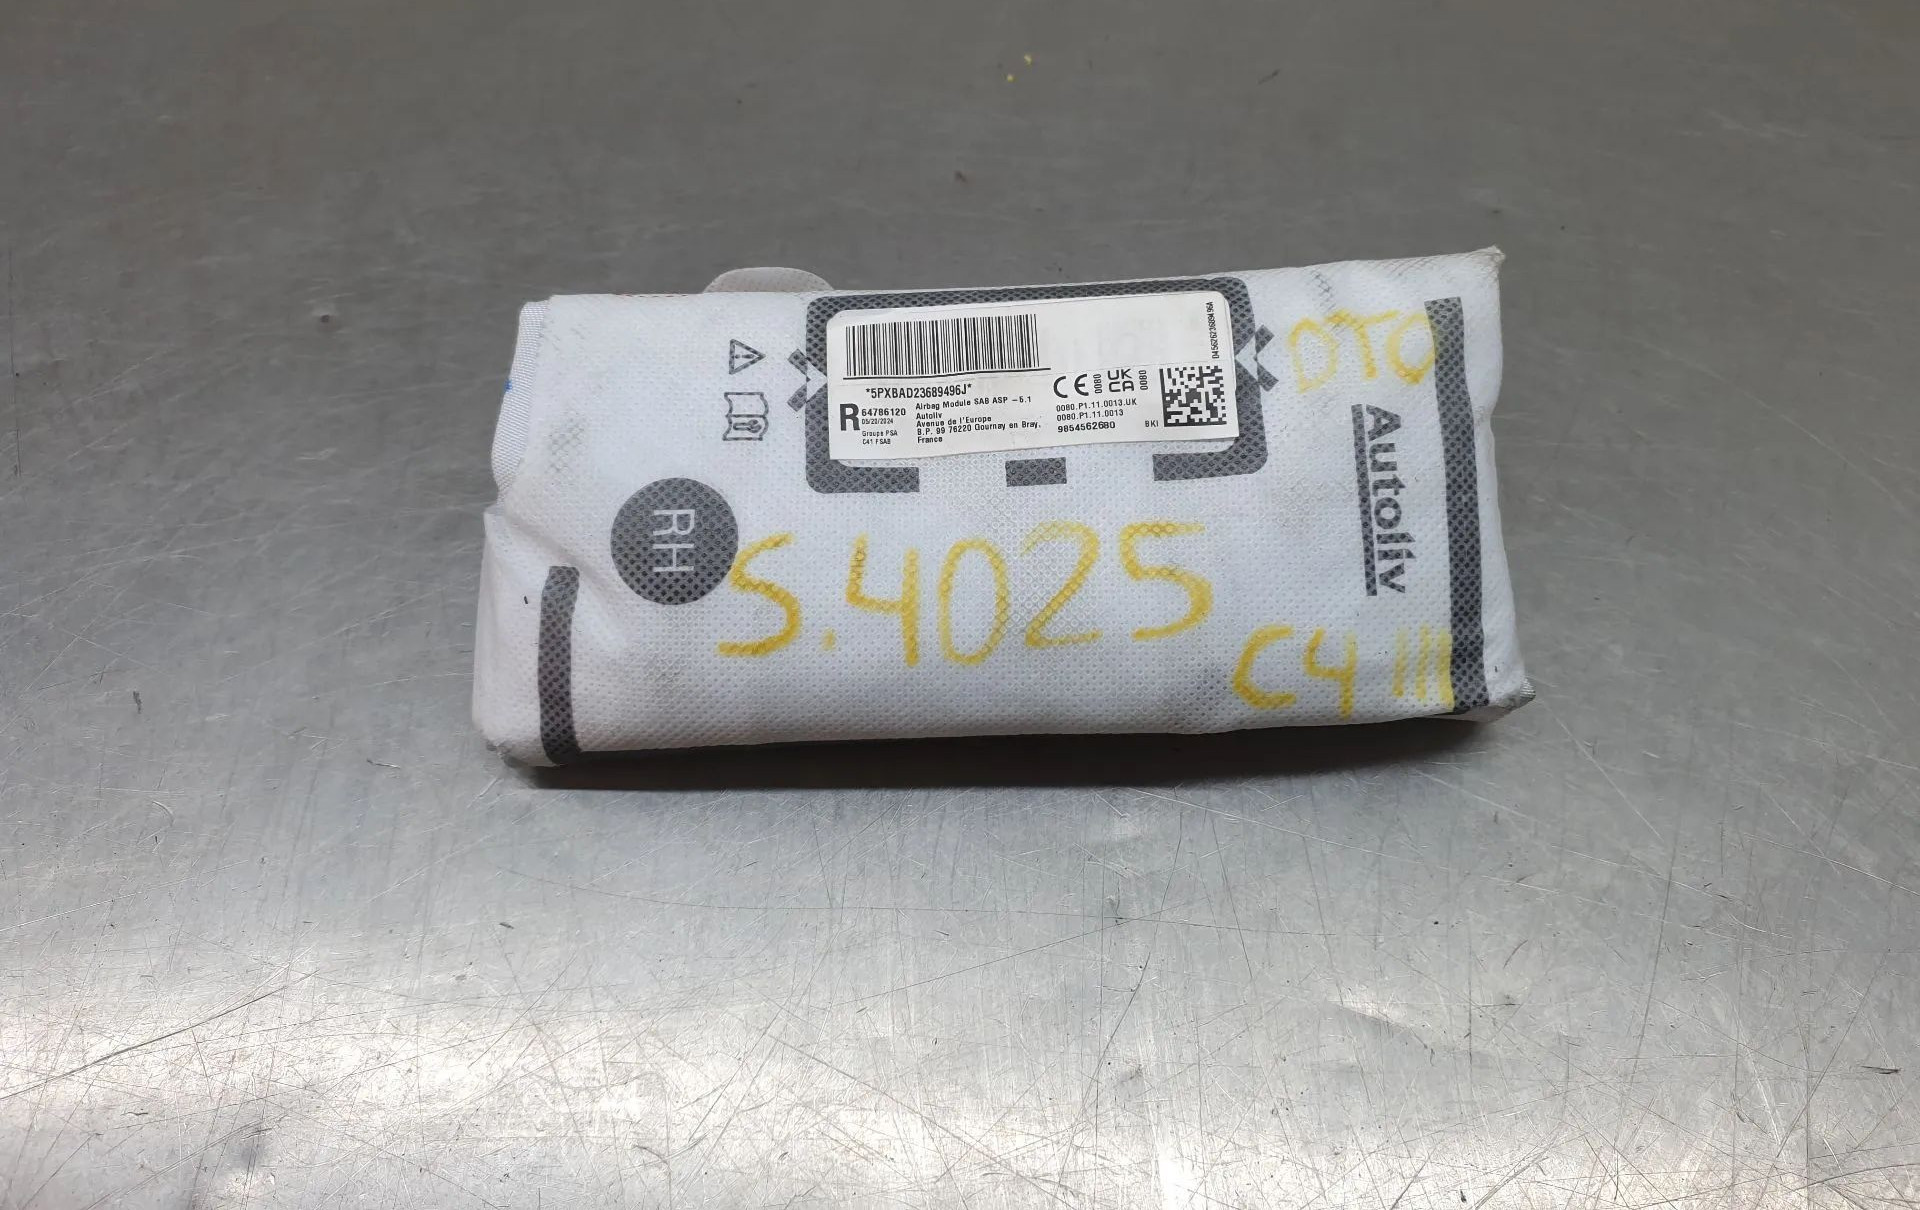 *5PXBAD23689496J*
R
64786120
05/20/2024
Groupe PSA
C41 FSAB
Airbag Module SAB ASP -5.1
Autoliv
Avenue de l'Europe
B.P. 99 76220 Gournay en Bray.
France
CE
0080
UK
CA
0080
0080.P1.11.0013.UK
0080.P1.11.0013
9854562680
BKI
DTO
Autoliv
RH
S.4025
C4 III